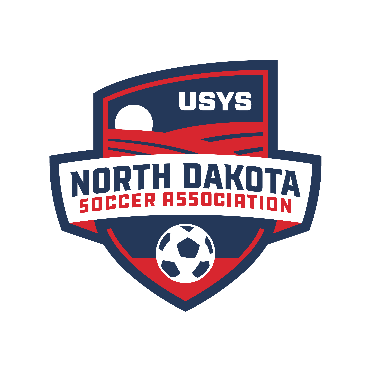 USYS
NORTH DAKOTA
SOCCER ASSOCIATION